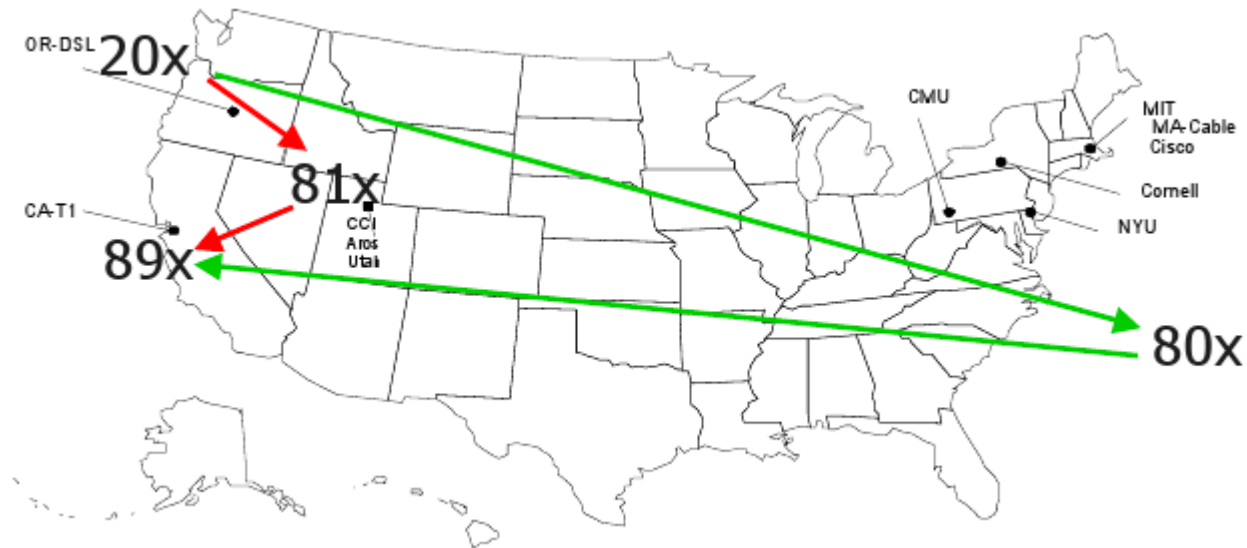 OR-DSL
20x
CMU
MIT
MA-Cable
Cisco
81x
Cornell
CA-T1
CCI
Aros
Utah
NYU
89x
80x